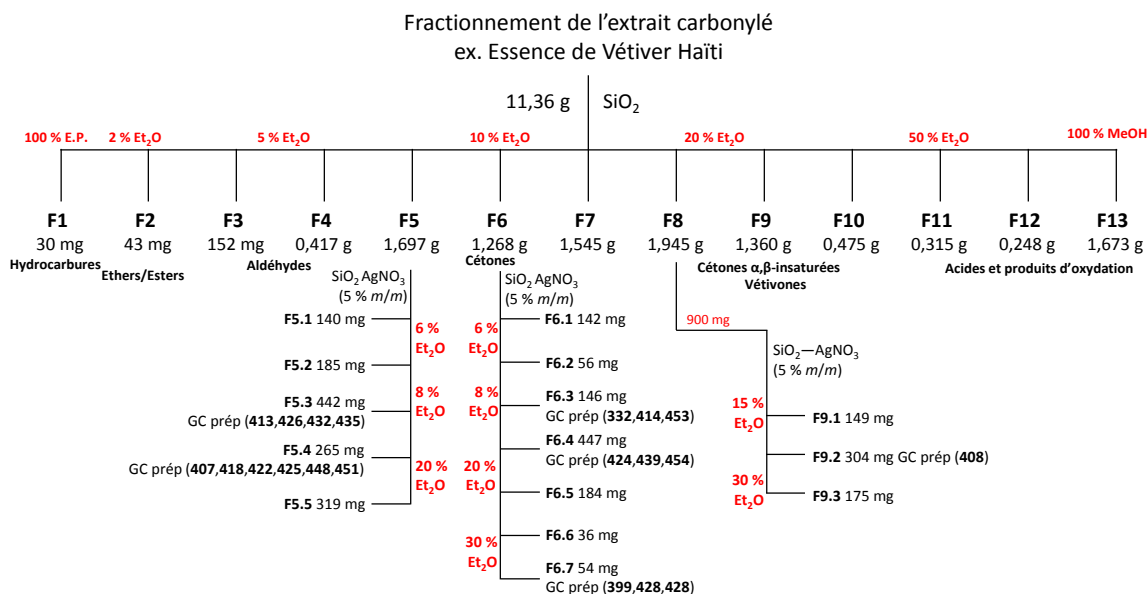 Fractionnement de l'extrait carbonylé
ex. Essence de Vétiver Haïti
11,36 g
SiO₂
100 % E.P.
2 % Et₂O
5 % Et₂O
10 % Et₂O
20 % Et₂O
50 % Et₂O
100 % MeOH
F1
F2
F3
F4
F5
F6
F7
F8
F9
F10
F11
F12
F13
30 mg
43 mg
152 mg
0,417 g
1,697 g
1,268 g
1,545 g
1,945 g
1,360 g
0,475 g
0,315 g
0,248 g
1,673 g
Hydrocarbures
Ethers/Esters
Aldéhydes
Cétones
Cétones α,β-insaturées
Vétivones
Acides et produits d'oxydation
SiO₂ AgNO₃
(5 % m/m)
F5.1 140 mg
6 %
Et₂O
F5.2 185 mg
F5.3 442 mg
GC prép (413,426,432,435)
8 %
Et₂O
F5.4 265 mg
GC prép (407,418,422,425,448,451)
20 %
Et₂O
F5.5 319 mg
SiO₂ AgNO₃
(5 % m/m)
F6.1 142 mg
6 %
Et₂O
F6.2 56 mg
8 %
Et₂O
F6.3 146 mg
GC prép (332,414,453)
F6.4 447 mg
GC prép (424,439,454)
20 %
Et₂O
F6.5 184 mg
F6.6 36 mg
30 %
Et₂O
F6.7 54 mg
GC prép (399,428,428)
900 mg
SiO₂—AgNO₃
(5 % m/m)
15 %
Et₂O
F9.1 149 mg
F9.2 304 mg GC prép (408)
30 %
Et₂O
F9.3 175 mg